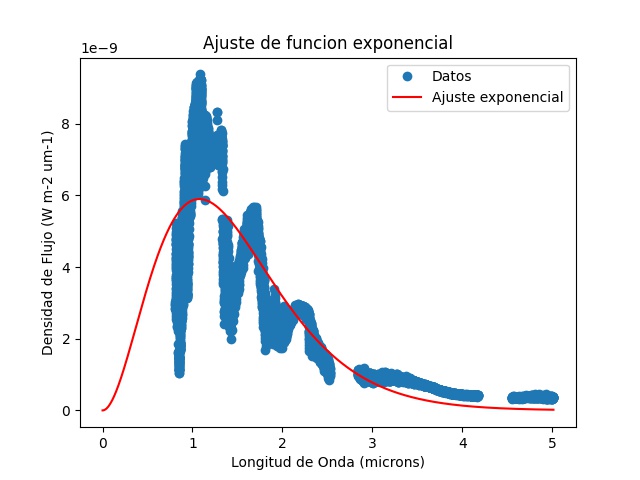 Ajuste de funcion exponencial
1e−9
Datos
Ajuste exponencial
8
6
4
2
0
Densidad de Flujo (W m-2 um-1)
0 1 2 3 4 5
Longitud de Onda (microns)